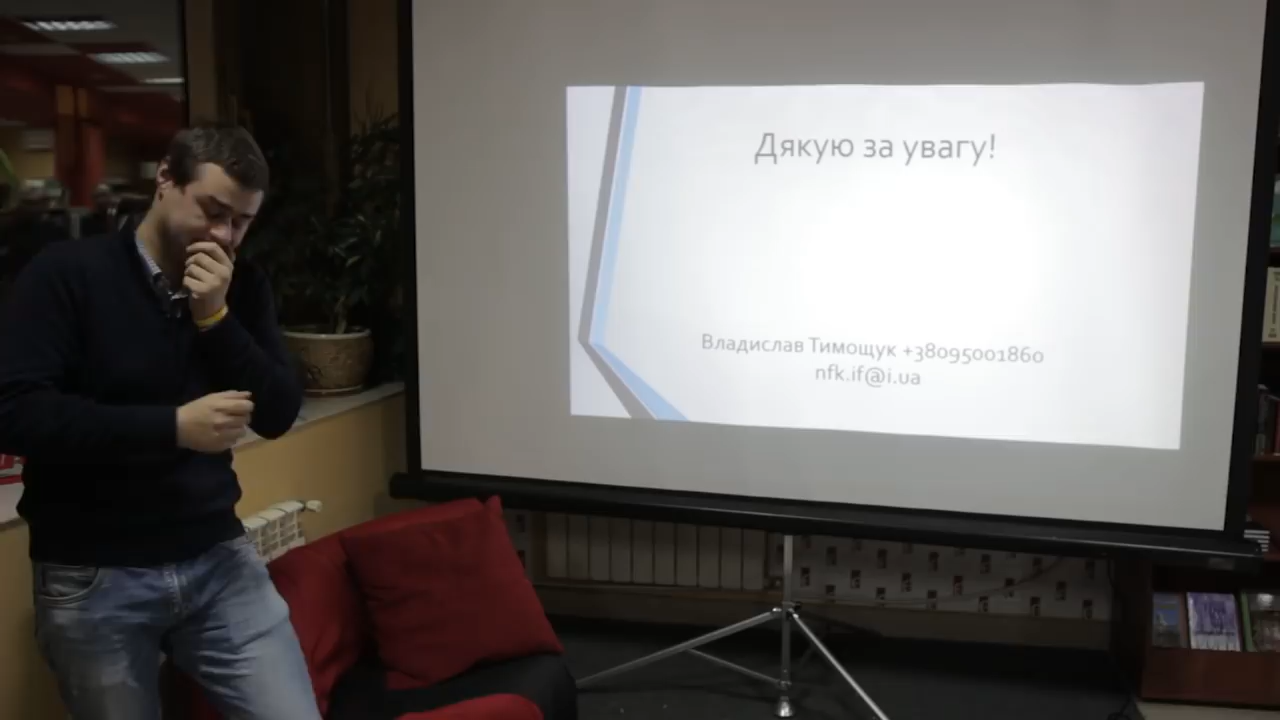 Дякую за увагу!
Владислав Тимощук +38095001860
nfk.if@i.ua